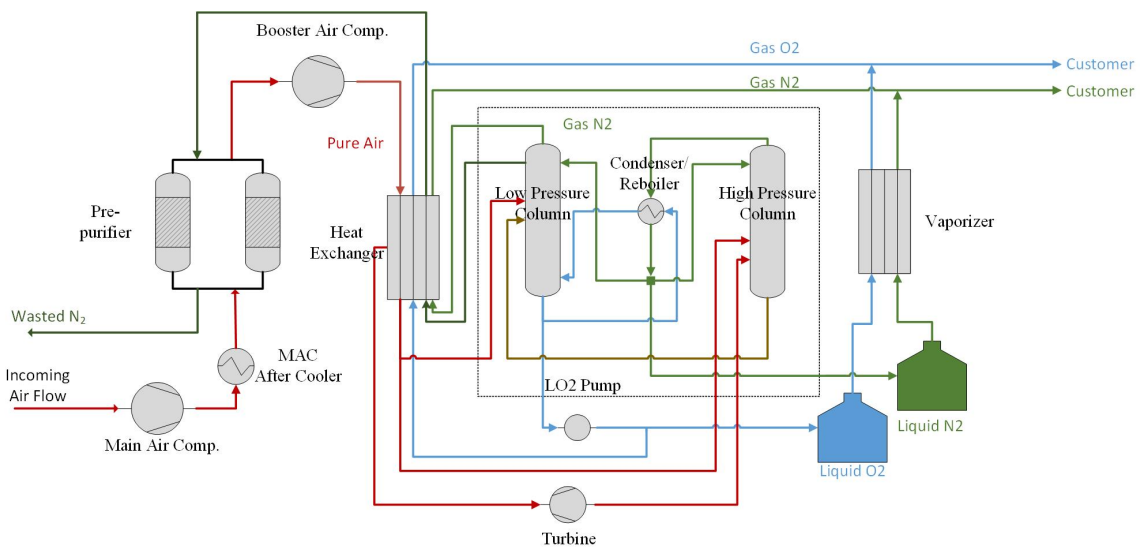 Booster Air Comp.
Gas O2
Customer
Gas N2
Customer
Pure Air
Gas N2
Condenser/
Reboiler
Low Pressure
Column
High Pressure
Column
Pre-
purifier
Heat
Exchanger
Vaporizer
Wasted N₂
MAC
After Cooler
Incoming
Air Flow
Main Air Comp.
LO2 Pump
Liquid N2
Liquid O2
Turbine